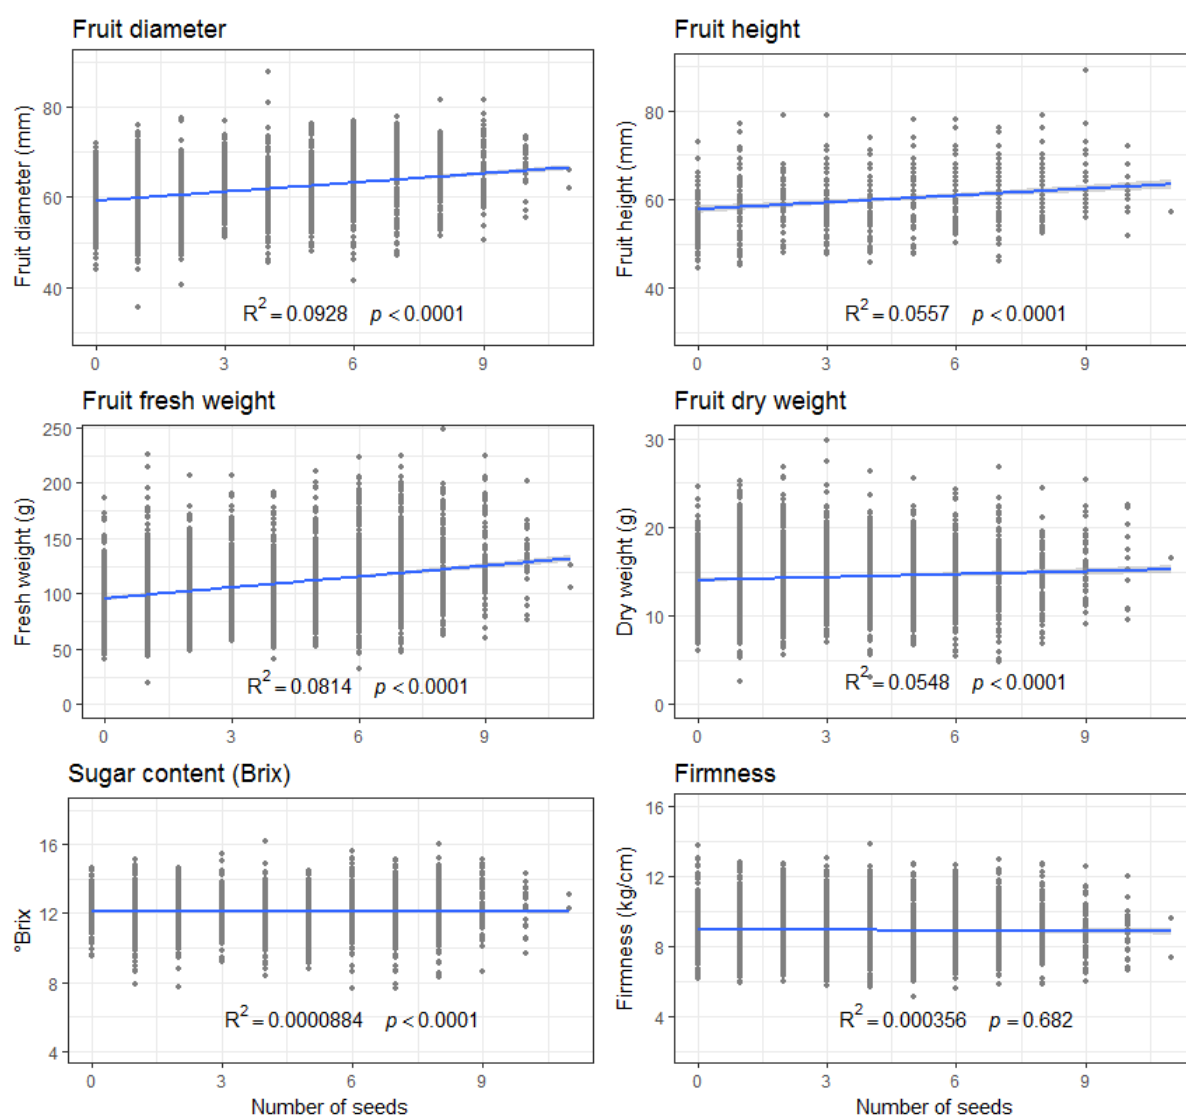 Fruit diameter
Fruit diameter (mm)
80
60
40
R²=0.0928 p<0.0001
0 3 6 9
Fruit height
Fruit height (mm)
80
60
40
R²=0.0557 p<0.0001
0 3 6 9
Fruit fresh weight
Fresh weight (g)
250
200
150
100
50
0
R²=0.0814 p<0.0001
0 3 6 9
Fruit dry weight
Dry weight (g)
30
20
10
0
R²=0.0548 p<0.0001
0 3 6 9
Sugar content (Brix)
°Brix
16
12
8
4
R²=0.0000884 p<0.0001
0 3 6 9
Number of seeds
Firmness
Firmness (kg/cm)
16
12
8
4
R²=0.000356 p=0.682
0 3 6 9
Number of seeds